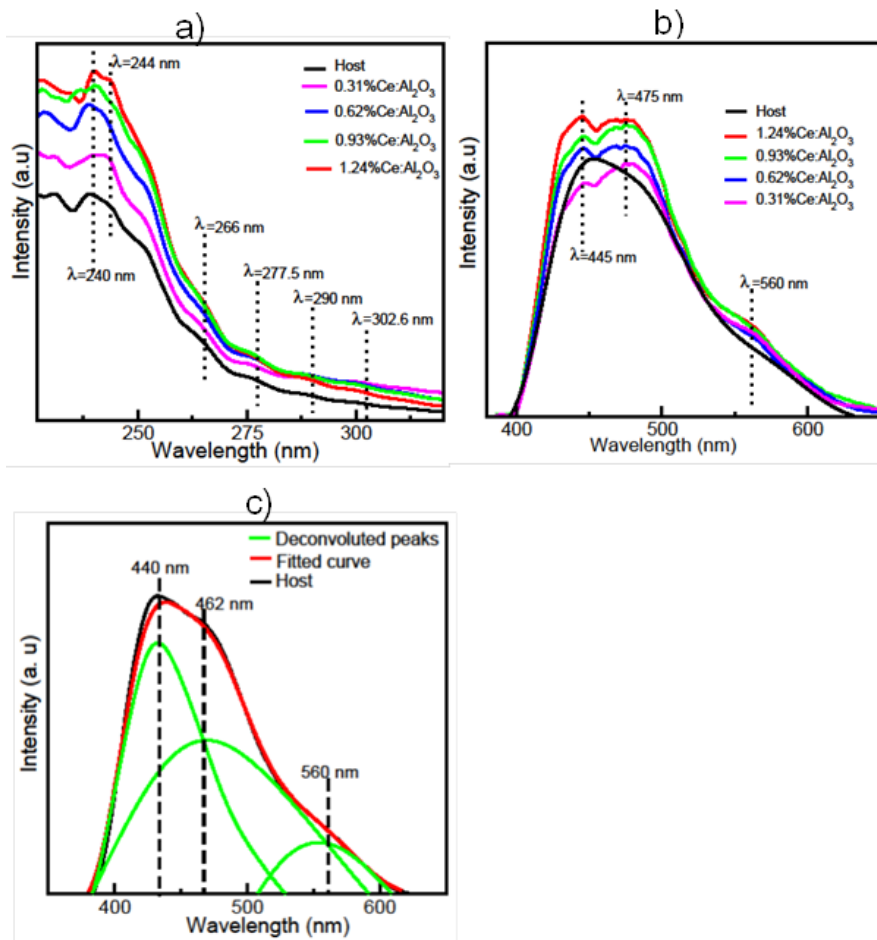 a)
λ=244 nm
Host
0.31%Ce:Al₂O₃
0.62%Ce:Al₂O₃
0.93%Ce:Al₂O₃
1.24%Ce:Al₂O₃
λ=266 nm
λ=240 nm
λ=277.5 nm
λ=290 nm
λ=302.6 nm
Intensity (a.u)
250
275
300
Wavelength (nm)
b)
λ=475 nm
Host
1.24%Ce:Al₂O₃
0.93%Ce:Al₂O₃
0.62%Ce:Al₂O₃
0.31%Ce:Al₂O₃
λ=445 nm
λ=560 nm
Intensity (a.u)
400
500
600
Wavelength (nm)
c)
Deconvoluted peaks
Fitted curve
Host
440 nm
462 nm
560 nm
Intensity (a. u)
400
500
600
Wavelength (nm)